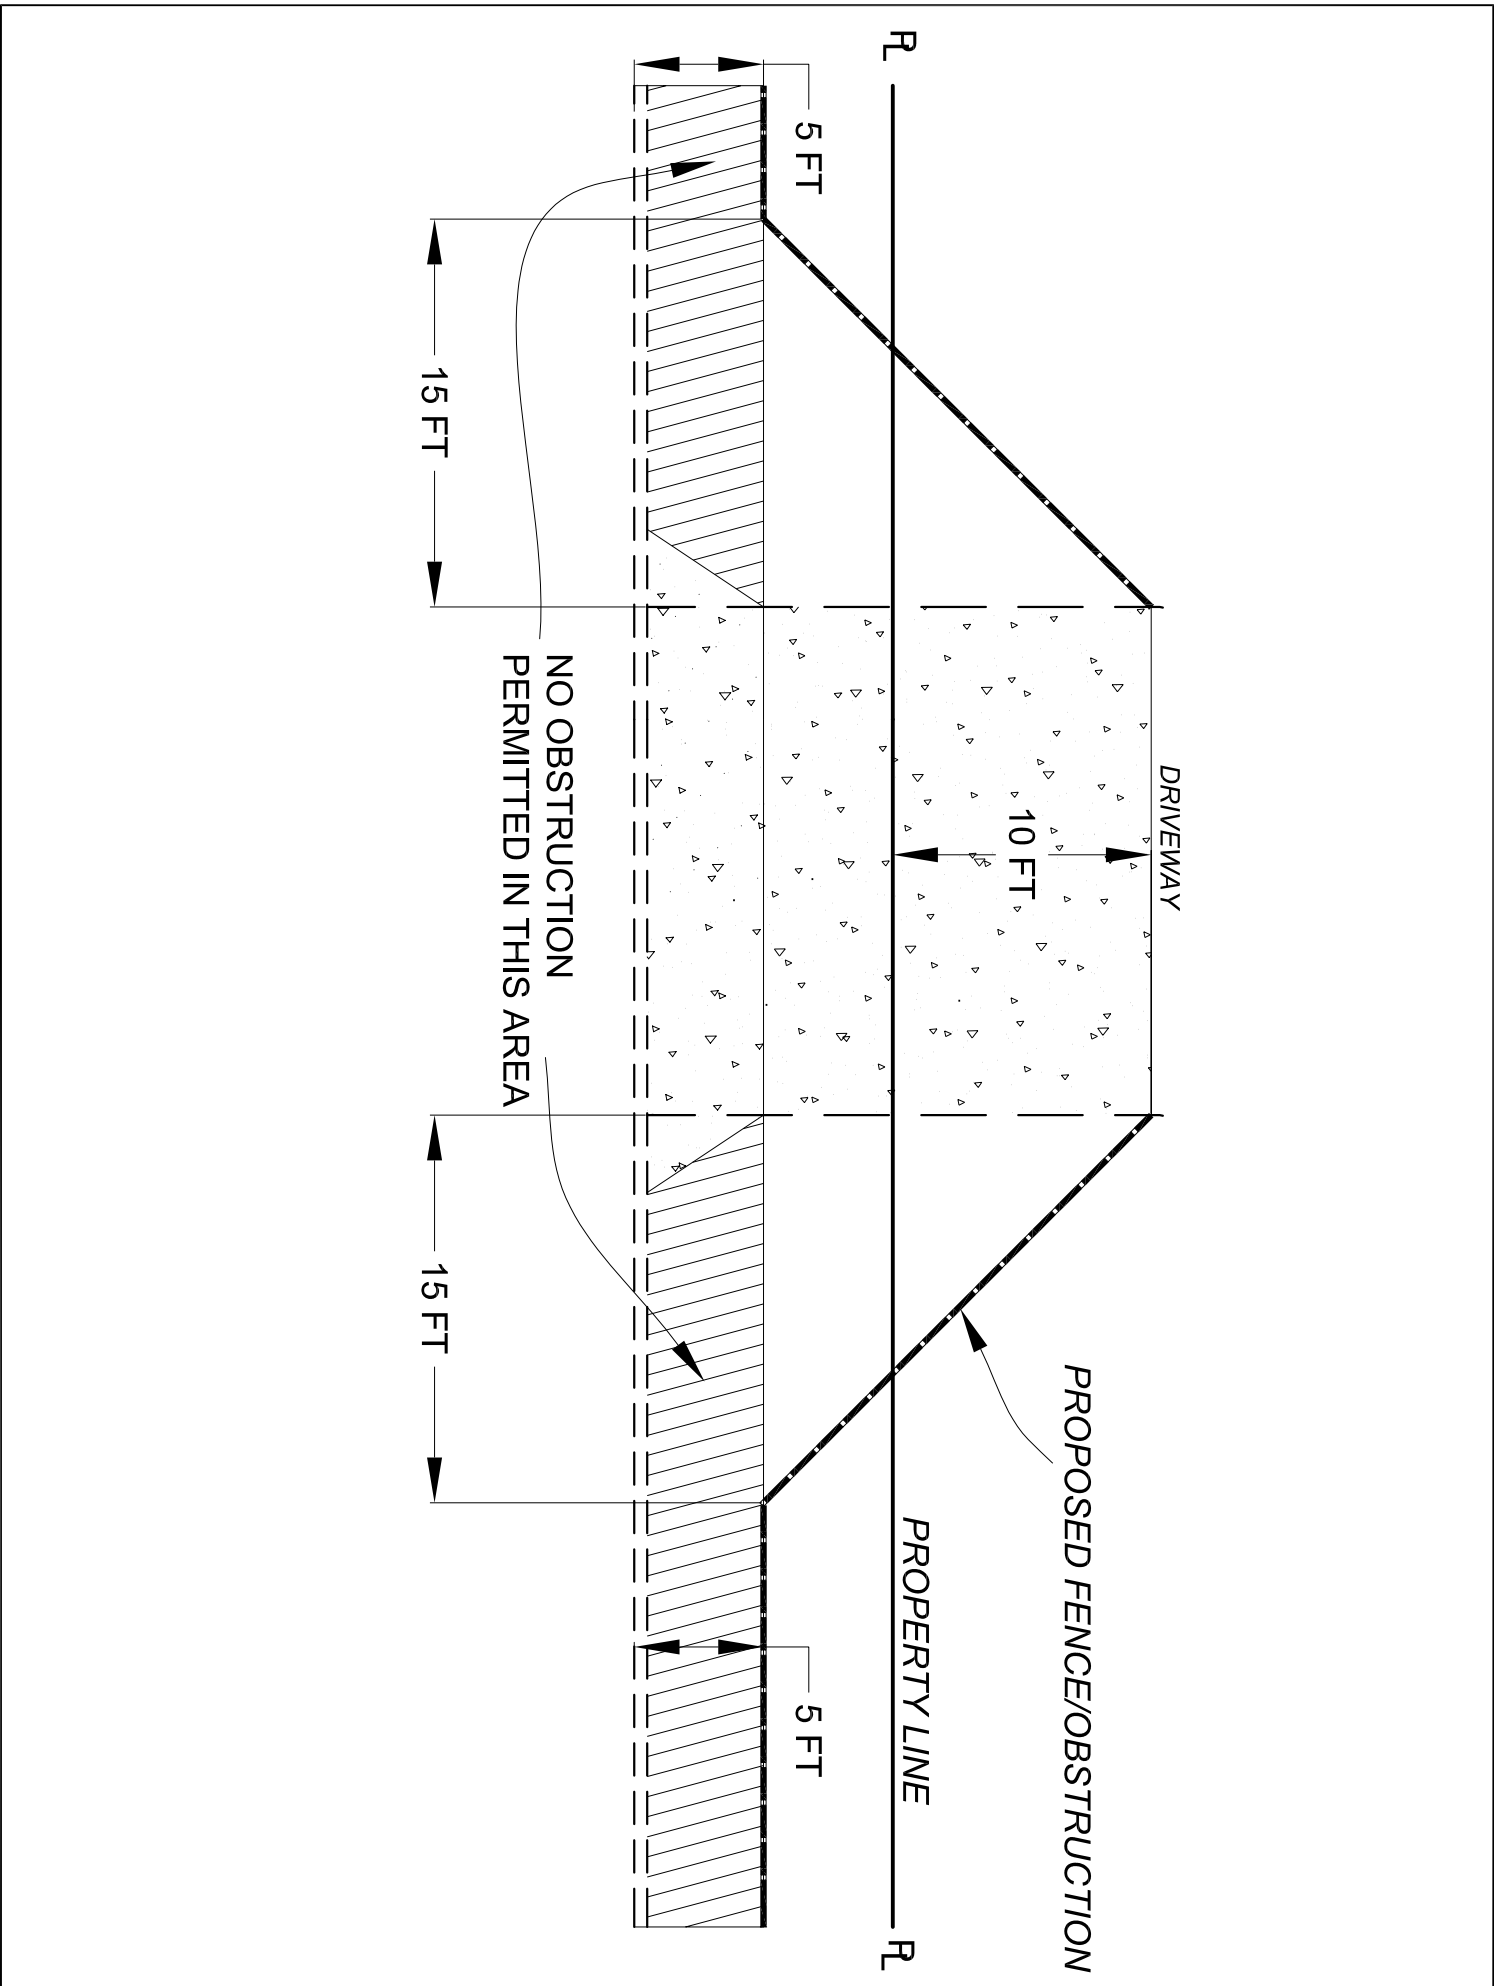 PL
5 FT
15 FT
NO OBSTRUCTION
PERMITTED IN THIS AREA
DRIVEWAY
10 FT
15 FT
PROPOSED FENCE/OBSTRUCTION
PROPERTY LINE
5 FT
PL